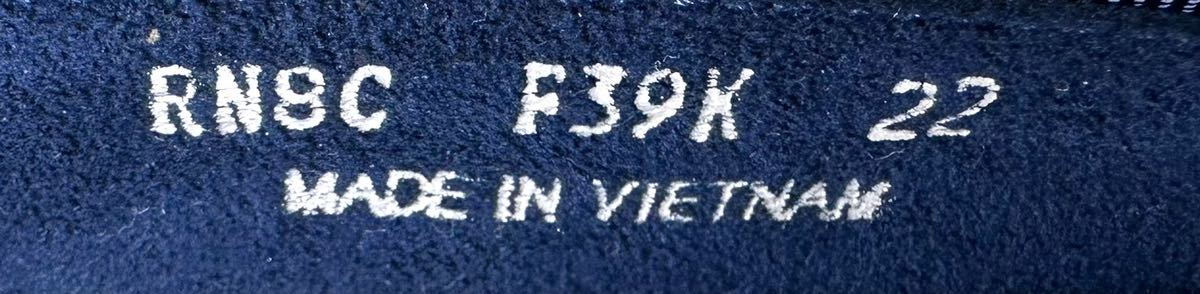 RN8C F39K 22
MADE IN VIETNAM